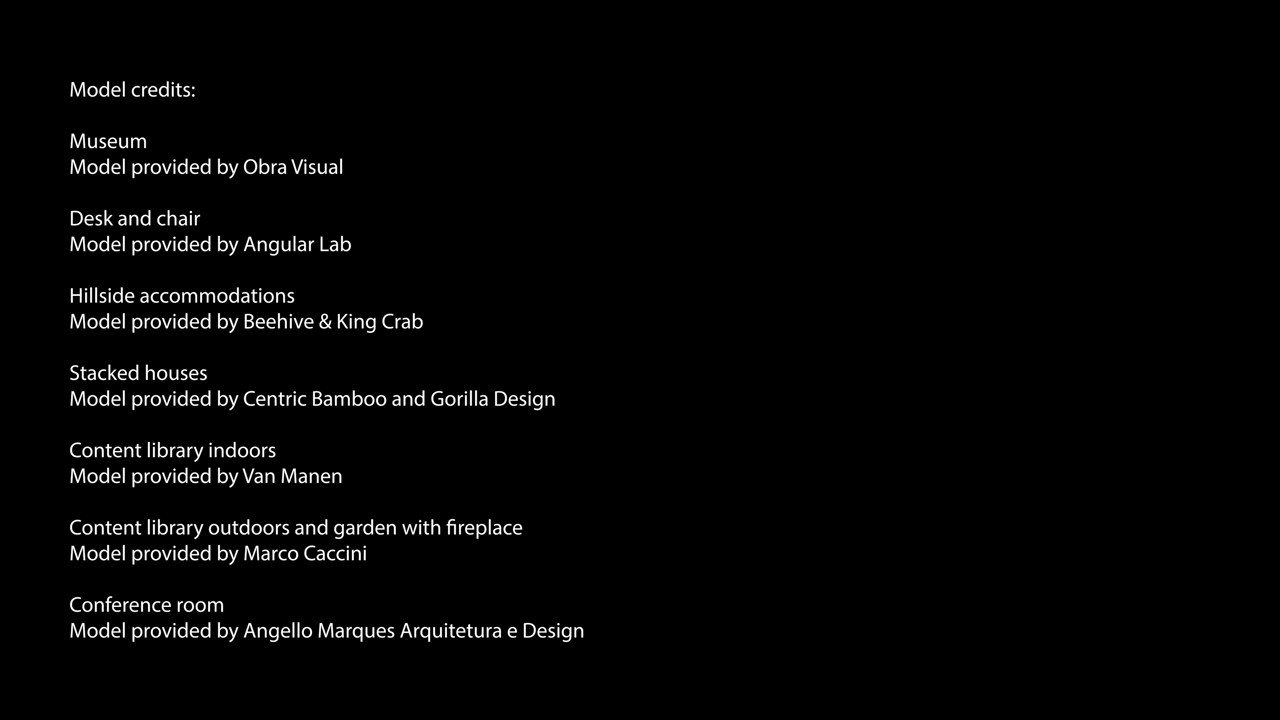 Model credits:
Museum
Model provided by Obra Visual
Desk and chair
Model provided by Angular Lab
Hillside accommodations
Model provided by Beehive & King Crab
Stacked houses
Model provided by Centric Bamboo and Gorilla Design
Content library indoors
Model provided by Van Manen
Content library outdoors and garden with fireplace
Model provided by Marco Caccini
Conference room
Model provided by Angello Marques Arquitetura e Design